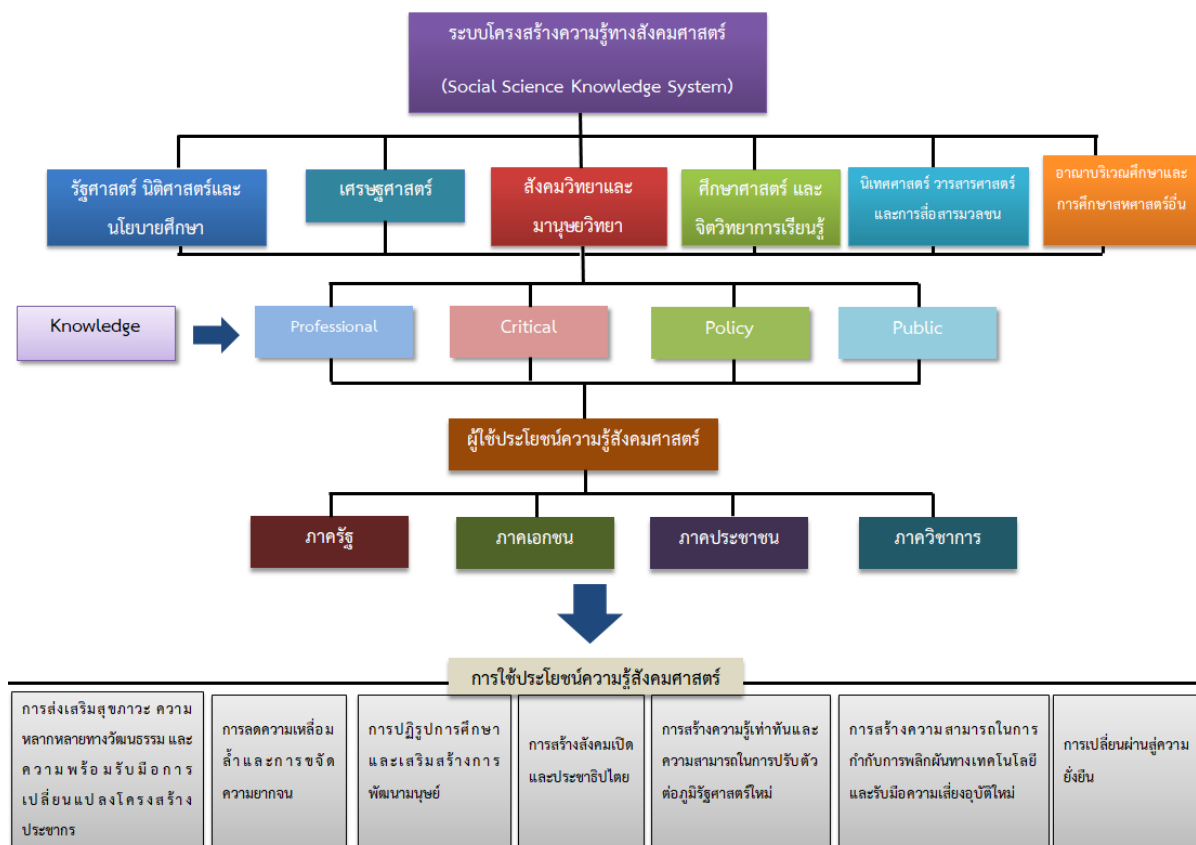 ระบบโครงสร้างความรู้ทางสังคมศาสตร์
(Social Science Knowledge System)
รัฐศาสตร์ นิติศาสตร์และ
นโยบายศึกษา
เศรษฐศาสตร์
สังคมวิทยาและ
มานุษยวิทยา
ศึกษาศาสตร์ และ
จิตวิทยาการเรียนรู้
นิเทศศาสตร์ วารสารศาสตร์
และการสื่อสารมวลชน
อาณาบริเวณศึกษาและ
การศึกษาสหศาสตร์อื่น
Knowledge
Professional
Critical
Policy
Public
ผู้ใช้ประโยชน์ความรู้สังคมศาสตร์
ภาครัฐ
ภาคเอกชน
ภาคประชาชน
ภาควิชาการ
การใช้ประโยชน์ความรู้สังคมศาสตร์
การส่งเสริมสุขภาวะ ความ
หลากหลายทางวัฒนธรรม และ
ความพร้อมรับมือการ
เปลี่ยนแปลงโครงสร้าง
ประชากร
การลดความเหลื่อม
ล้ำและการขจัด
ความยากจน
การปฏิรูปการศึกษา
และเสริมสร้างการ
พัฒนามนุษย์
การสร้างสังคมเปิด
และประชาธิปไตย
การสร้างความรู้เท่าทันและ
ความสามารถในการปรับตัว
ต่อภูมิรัฐศาสตร์ใหม่
การสร้างความสามารถในการ
กำกับการพลิกผันทางเทคโนโลยี
และรับมือความเสี่ยงอุบัติใหม่
การเปลี่ยนผ่านสู่ความ
ยั่งยืน